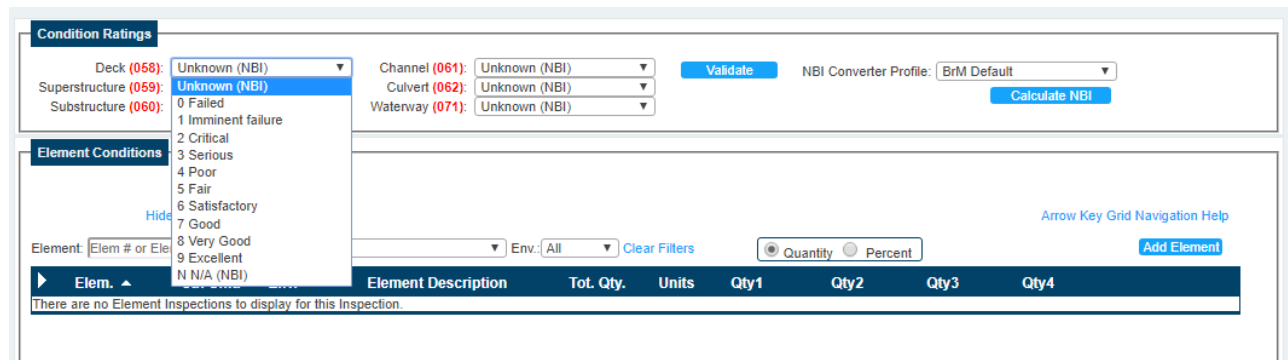 Condition Ratings
Deck (058): Unknown (NBI) Channel (061): Unknown (NBI) Validate NBI Converter Profile: BrM Default
Superstructure (059): Unknown (NBI) Culvert (062): Unknown (NBI)
Substructure (060): 0 Failed Waterway (071): Unknown (NBI) Calculate NBI
1 Imminent failure
2 Critical
3 Serious
4 Poor
5 Fair
6 Satisfactory
7 Good
8 Very Good
9 Excellent
N N/A (NBI)
Element Conditions
Hide Arrow Key Grid Navigation Help
Element: Elem # or Ele Env.: All Clear Filters Quantity Percent Add Element
Elem. Element Description Tot. Qty. Units Qty1 Qty2 Qty3 Qty4
There are no Element Inspections to display for this Inspection.